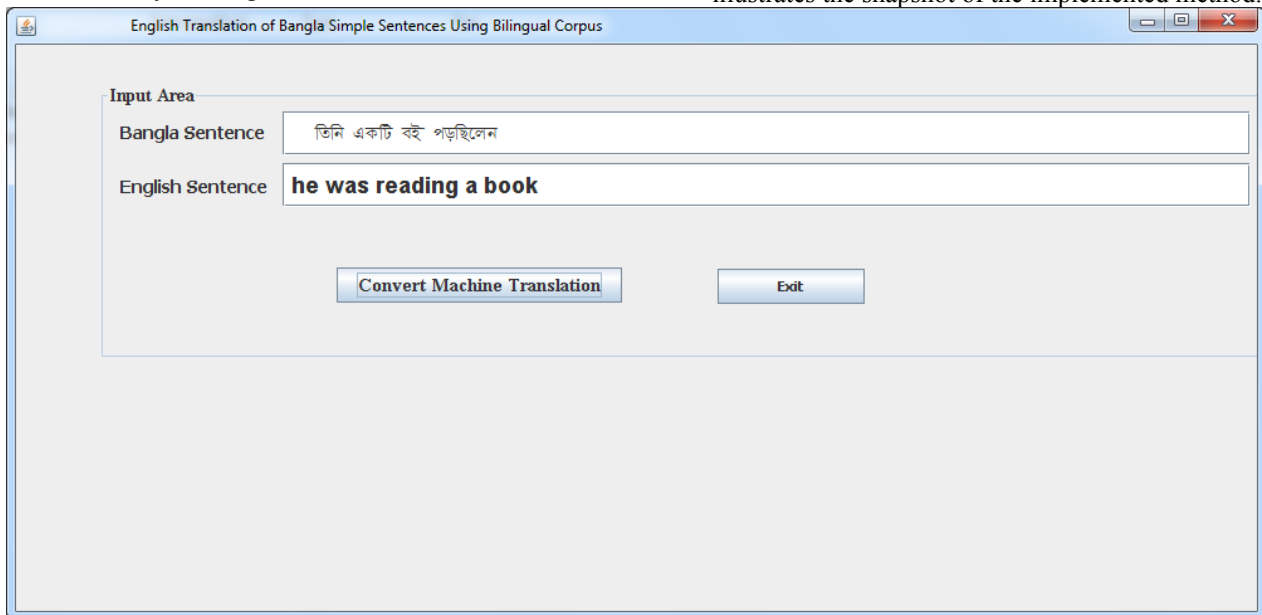 illustrates the snapshot of the implemented method.
English Translation of Bangla Simple Sentences Using Bilingual Corpus
Input Area
Bangla Sentence তিনি একটি বই পড়ছিলেন
English Sentence he was reading a book
Convert Machine Translation Exit